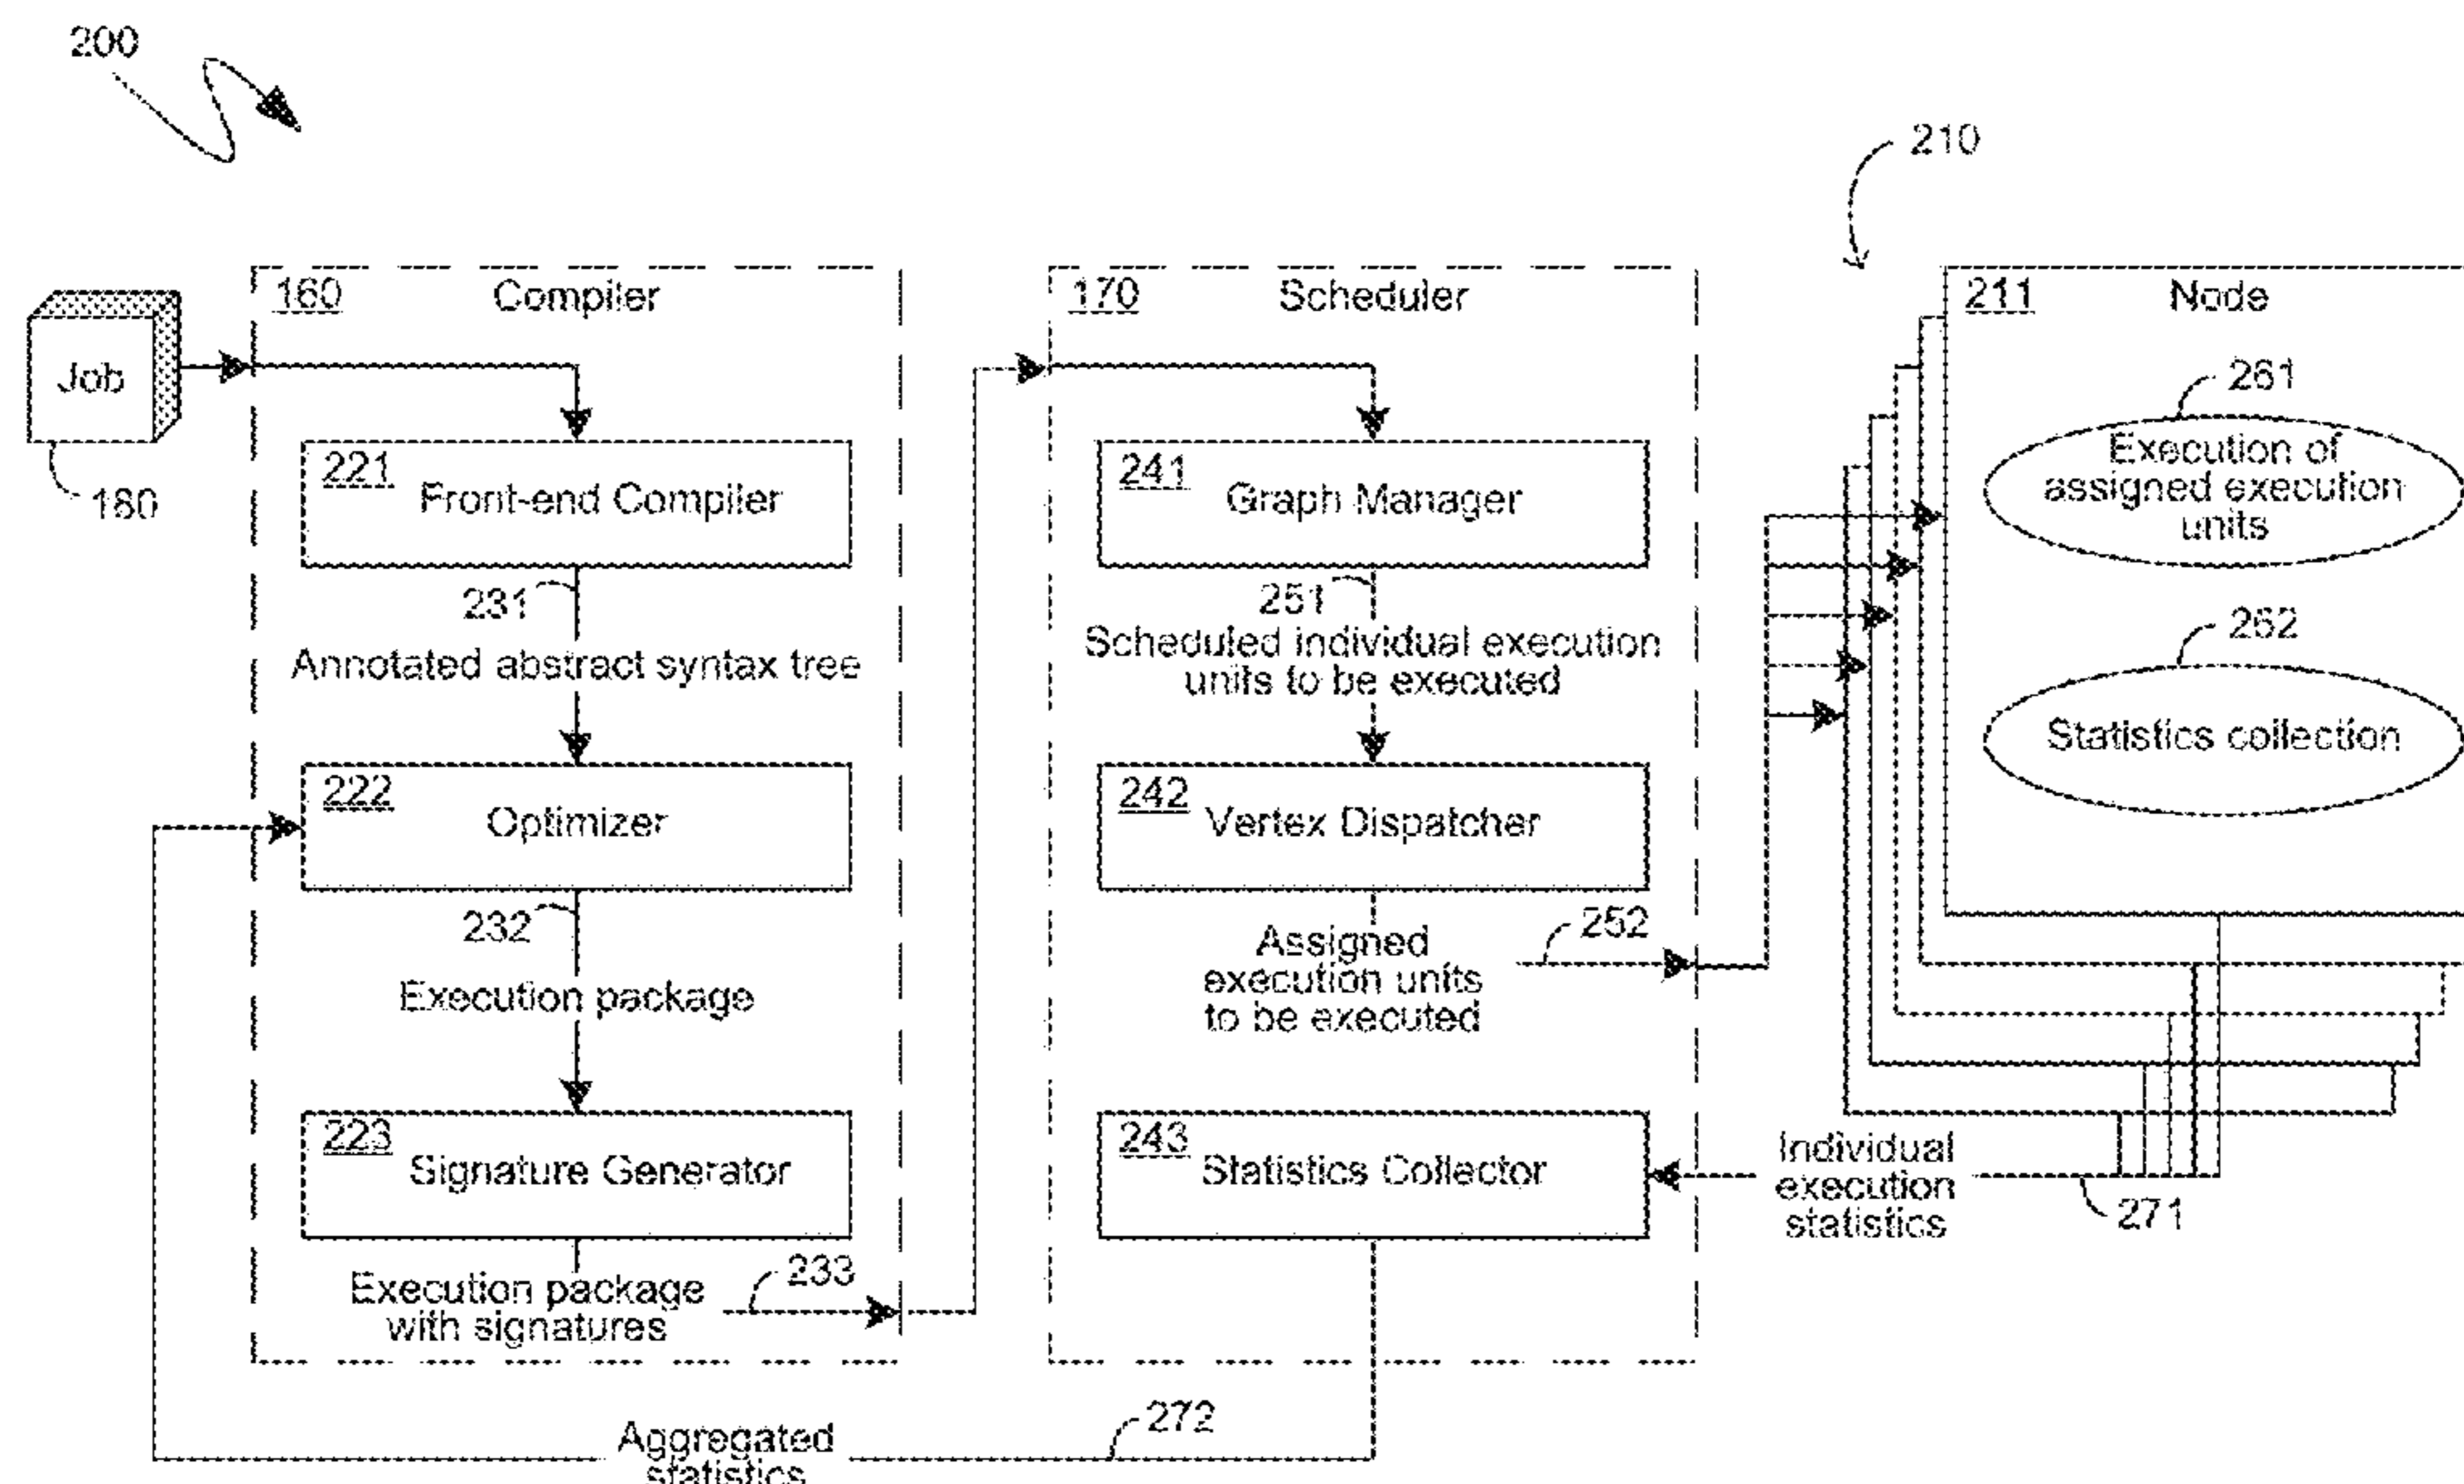 200
210
160
Compiler
170
Scheduler
211
Node
Job
180
221
Front-end Compiler
231
Annotated abstract syntax tree
222
Optimizer
232
Execution package
223
Signature Generator
Execution package
with signatures
233
241
Graph Manager
251
Scheduled individual execution
units to be executed
242
Vertex Dispatcher
Assigned
execution units
to be executed
252
243
Statistics Collector
261
Execution of
assigned execution
units
262
Statistics collection
Individual
execution
statistics
271
Aggregated
statistics
272